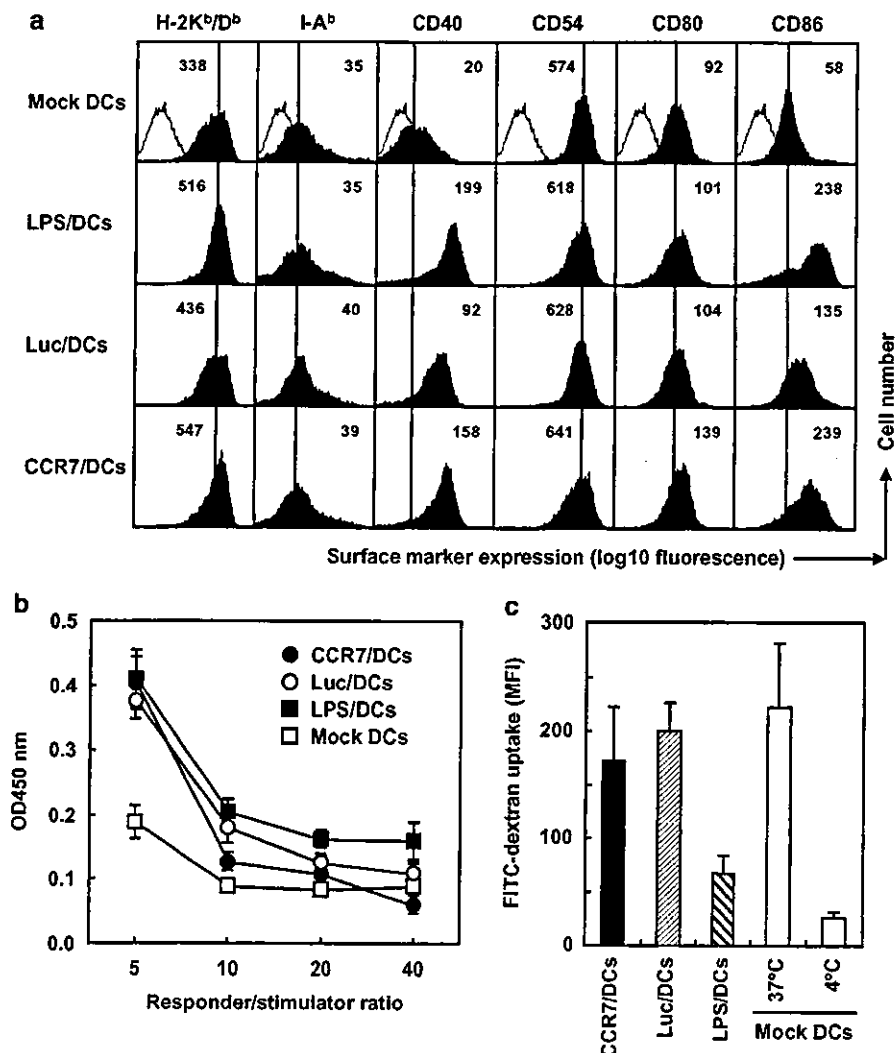 a
H-2Kᵇ/Dᵇ I-Aᵇ CD40 CD54 CD80 CD86
Mock DCs 338 35 20 574 92 58
LPS/DCs 516 35 199 618 101 238
Luc/DCs 436 40 92 628 104 135
CCR7/DCs 547 39 158 641 139 239
Cell number
Surface marker expression (log10 fluorescence)
b
0.5
0.4
0.3
0.2
0.1
0.0
OD450 nm
CCR7/DCs
Luc/DCs
LPS/DCs
Mock DCs
5 10 20 40
Responder/stimulator ratio
c
300
200
100
0
FITC-dextran uptake (MFI)
CCR7/DCs
Luc/DCs
LPS/DCs
37°C
4°C
Mock DCs